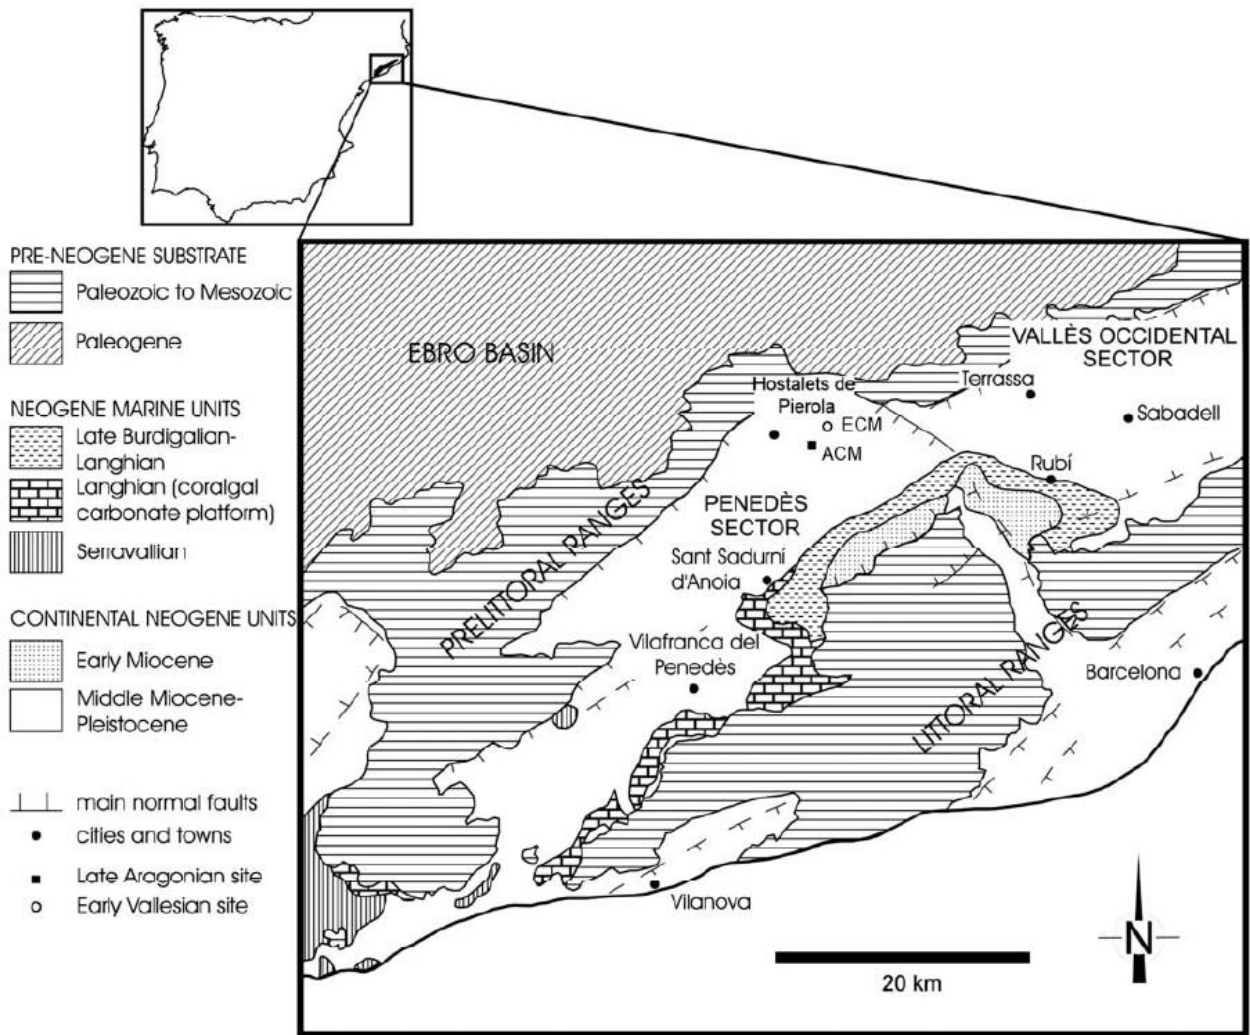 PRE-NEOGENE SUBSTRATE
Paleozoic to Mesozoic
Paleogene
NEOGENE MARINE UNITS
Late Burdigalian-
Langhian
Langhian (coralgal
carbonate platform)
Serravallian
CONTINENTAL NEOGENE UNITS
Early Miocene
Middle Miocene-
Pleistocene
main normal faults
cities and towns
Late Aragonian site
Early Vallesian site
EBRO BASIN
VALLÈS OCCIDENTAL
SECTOR
Terrassa
Sabadell
Hostalets de
Pierola
ECM
ACM
Rubí
PENEDÈS
SECTOR
Sant Sadurní
d'Anoia
PRELITTORAL RANGES
Vilafranca del
Penedès
LITTORAL RANGES
Barcelona
Vilanova
N
20 km